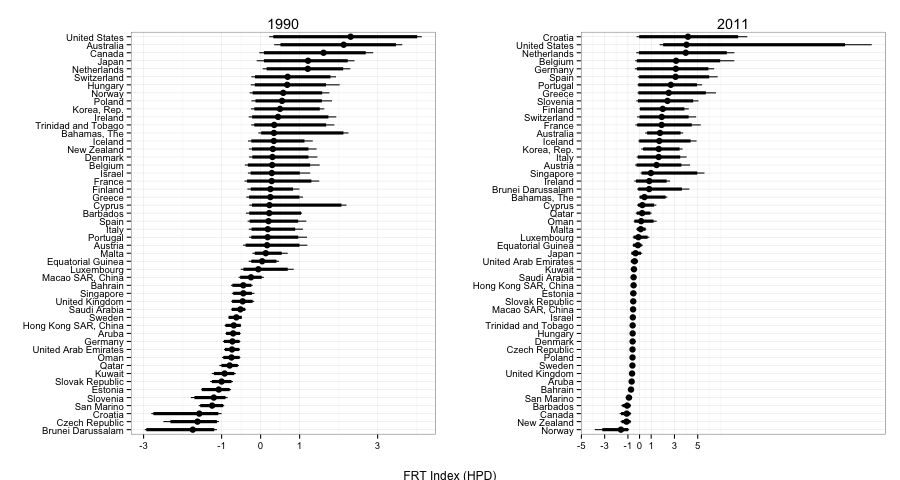 1990
United States
Australia
Canada
Japan
Netherlands
Switzerland
Hungary
Norway
Poland
Korea, Rep.
Ireland
Trinidad and Tobago
Bahamas, The
Iceland
New Zealand
Denmark
Belgium
Israel
France
Finland
Greece
Cyprus
Barbados
Spain
Italy
Portugal
Austria
Malta
Equatorial Guinea
Luxembourg
Macao SAR, China
Bahrain
Singapore
United Kingdom
Saudi Arabia
Sweden
Hong Kong SAR, China
Aruba
Germany
United Arab Emirates
Oman
Qatar
Kuwait
Slovak Republic
Estonia
Slovenia
San Marino
Croatia
Czech Republic
Brunei Darussalam
-3 -1 0 1 3
2011
Croatia
United States
Netherlands
Belgium
Germany
Spain
Portugal
Greece
Slovenia
Finland
Switzerland
France
Australia
Iceland
Korea, Rep.
Italy
Austria
Singapore
Ireland
Brunei Darussalam
Bahamas, The
Cyprus
Qatar
Oman
Malta
Luxembourg
Equatorial Guinea
Japan
United Arab Emirates
Kuwait
Saudi Arabia
Hong Kong SAR, China
Estonia
Slovak Republic
Macao SAR, China
Israel
Trinidad and Tobago
Hungary
Denmark
Czech Republic
Poland
Sweden
United Kingdom
Aruba
Bahrain
San Marino
Barbados
Canada
New Zealand
Norway
-5 -3 -1 0 1 3 5
FRT Index (HPD)